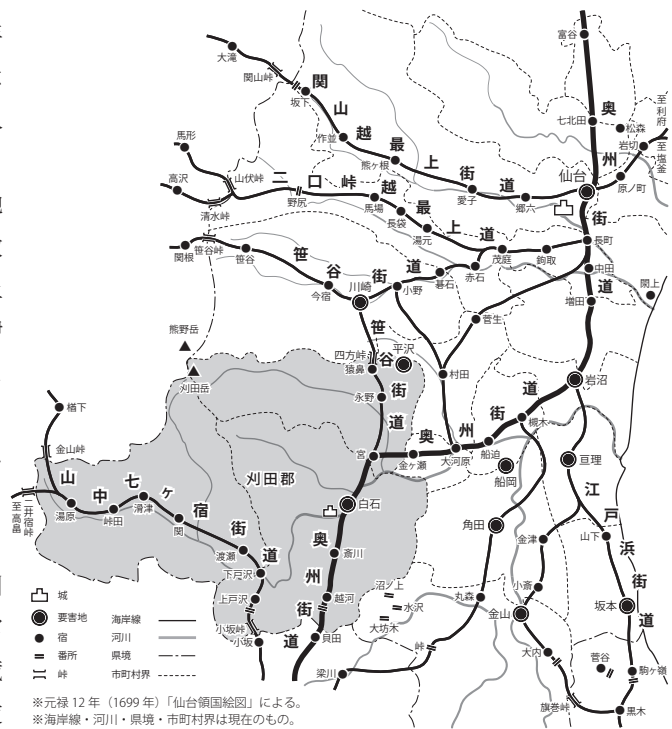 富谷
大滝
関山峠
関山越最上街道
坂下
作並
熊ヶ根
愛子
郷六
七北田
奥州街道
松森
岩切
至利府
至塩釜
仙台
原ノ町
馬形
高沢
山伏峠
清水峠
二口峠越最上道
野尻
馬場
長袋
湯元
茂庭
鉤取
長町
中田
増田
閖上
関根
笹谷峠
笹谷
笹谷街道
今宿
川崎
小野
碁石
赤石
菅生
熊野岳
刈田岳
笹谷街道
四方峠
猿鼻
平沢
永野
村田
岩沼
楢下
金山峠
宮
奥州街道
金ヶ瀬
大河原
船迫
槻木
船岡
亘理
刈田郡
二井宿峠
至高畠
山中七ヶ宿街道
湯原
峠田
滑津
関
渡瀬
下戸沢
上戸沢
小坂峠
小坂
白石
奥州街道
斎川
越河
貝田
角田
金津
江戸浜街道
山下
小斎
丸森
金山
坂本
沼ノ上
水沢
大坊木
峠
梁川
大内
菅谷
駒ヶ嶺
旗巻峠
黒木
城
要害地
宿
番所
峠
海岸線
河川
県境
市町村界
※元禄12年（1699年）「仙台領国絵図」による。
※海岸線・河川・県境・市町村界は現在のもの。